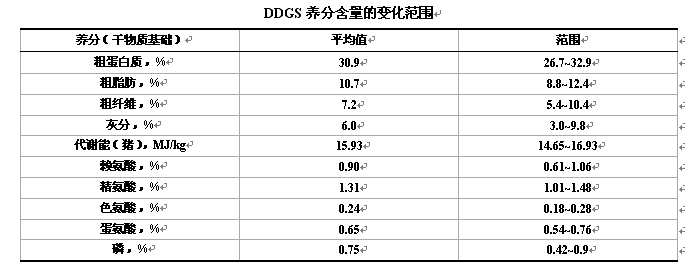 DDGS 养分含量的变化范围
养分（干物质基础） 平均值 范围
粗蛋白质，% 30.9 26.7~32.9
粗脂肪，% 10.7 8.8~12.4
粗纤维，% 7.2 5.4~10.4
灰分，% 6.0 3.0~9.8
代谢能（猪），MJ/kg 15.93 14.65~16.93
赖氨酸，% 0.90 0.61~1.06
精氨酸，% 1.31 1.01~1.48
色氨酸，% 0.24 0.18~0.28
蛋氨酸，% 0.65 0.54~0.76
磷，% 0.75 0.42~0.9